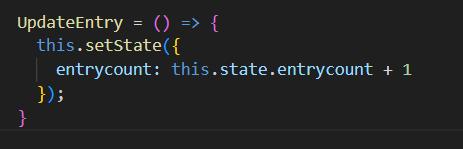 UpdateEntry = () => {
  this.setState({
    entrycount: this.state.entrycount + 1
  });
}